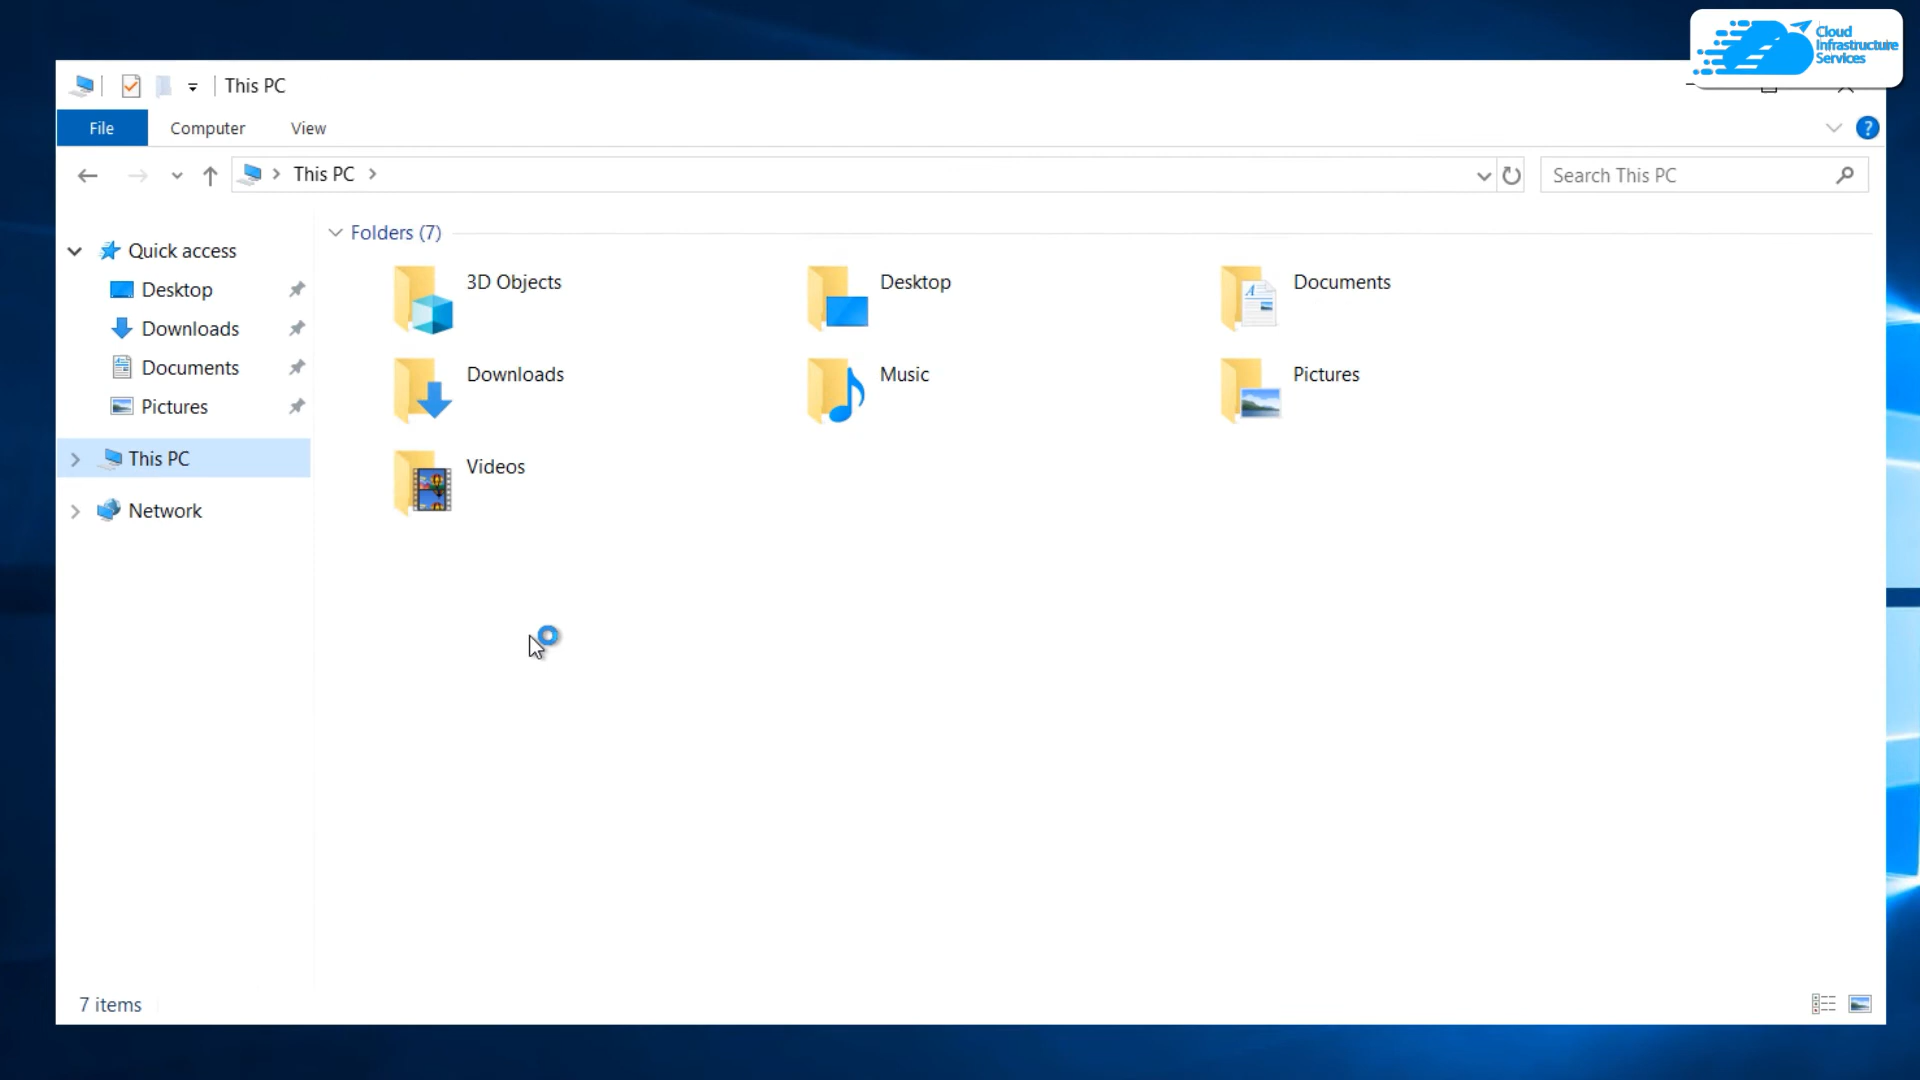 Cloud
Infrastructure
Services
This PC
File Computer View
?
This PC
Search This PC
Quick access
Desktop
Downloads
Documents
Pictures
This PC
Network
Folders (7)
3D Objects
Desktop
Documents
Downloads
Music
Pictures
Videos
7 items